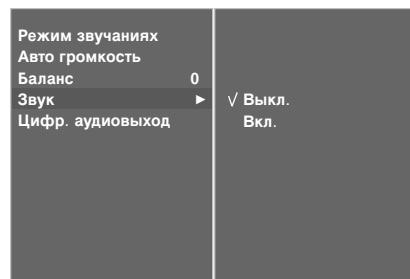 Режим звучаниях
Авто громкость
Баланс 0
Звук ►
Цифр. аудиовыход
√ Выкл.
Вкл.